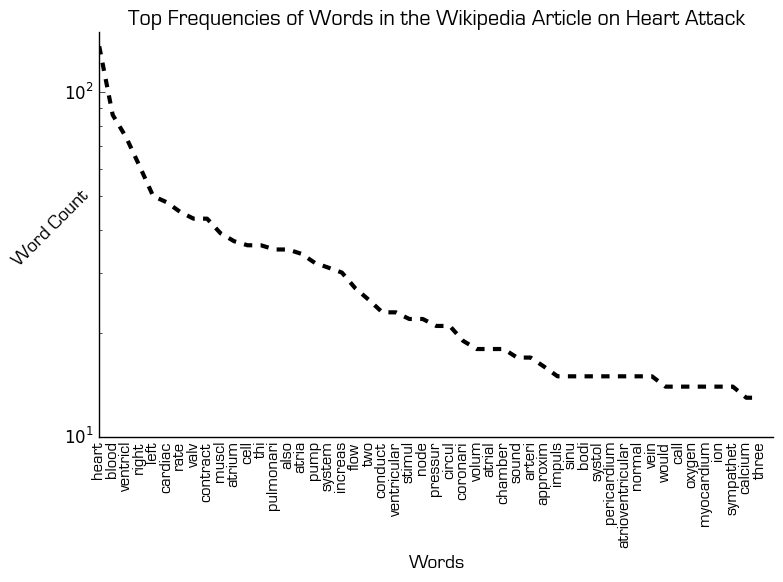 Top Frequencies of Words in the Wikipedia Article on Heart Attack
10²
Word Count
10¹
heart
blood
ventricl
right
left
cardiac
rate
valv
contract
muscl
atrium
cell
thi
pulmonari
also
atria
pump
system
increas
flow
two
conduct
ventricular
stimul
node
pressur
circul
coronari
volum
atrial
chamber
sound
arteri
approxim
impuls
sinu
bodi
systol
pericardium
atrioventricular
normal
vein
would
call
oxygen
myocardium
ion
sympathet
calcium
three
Words